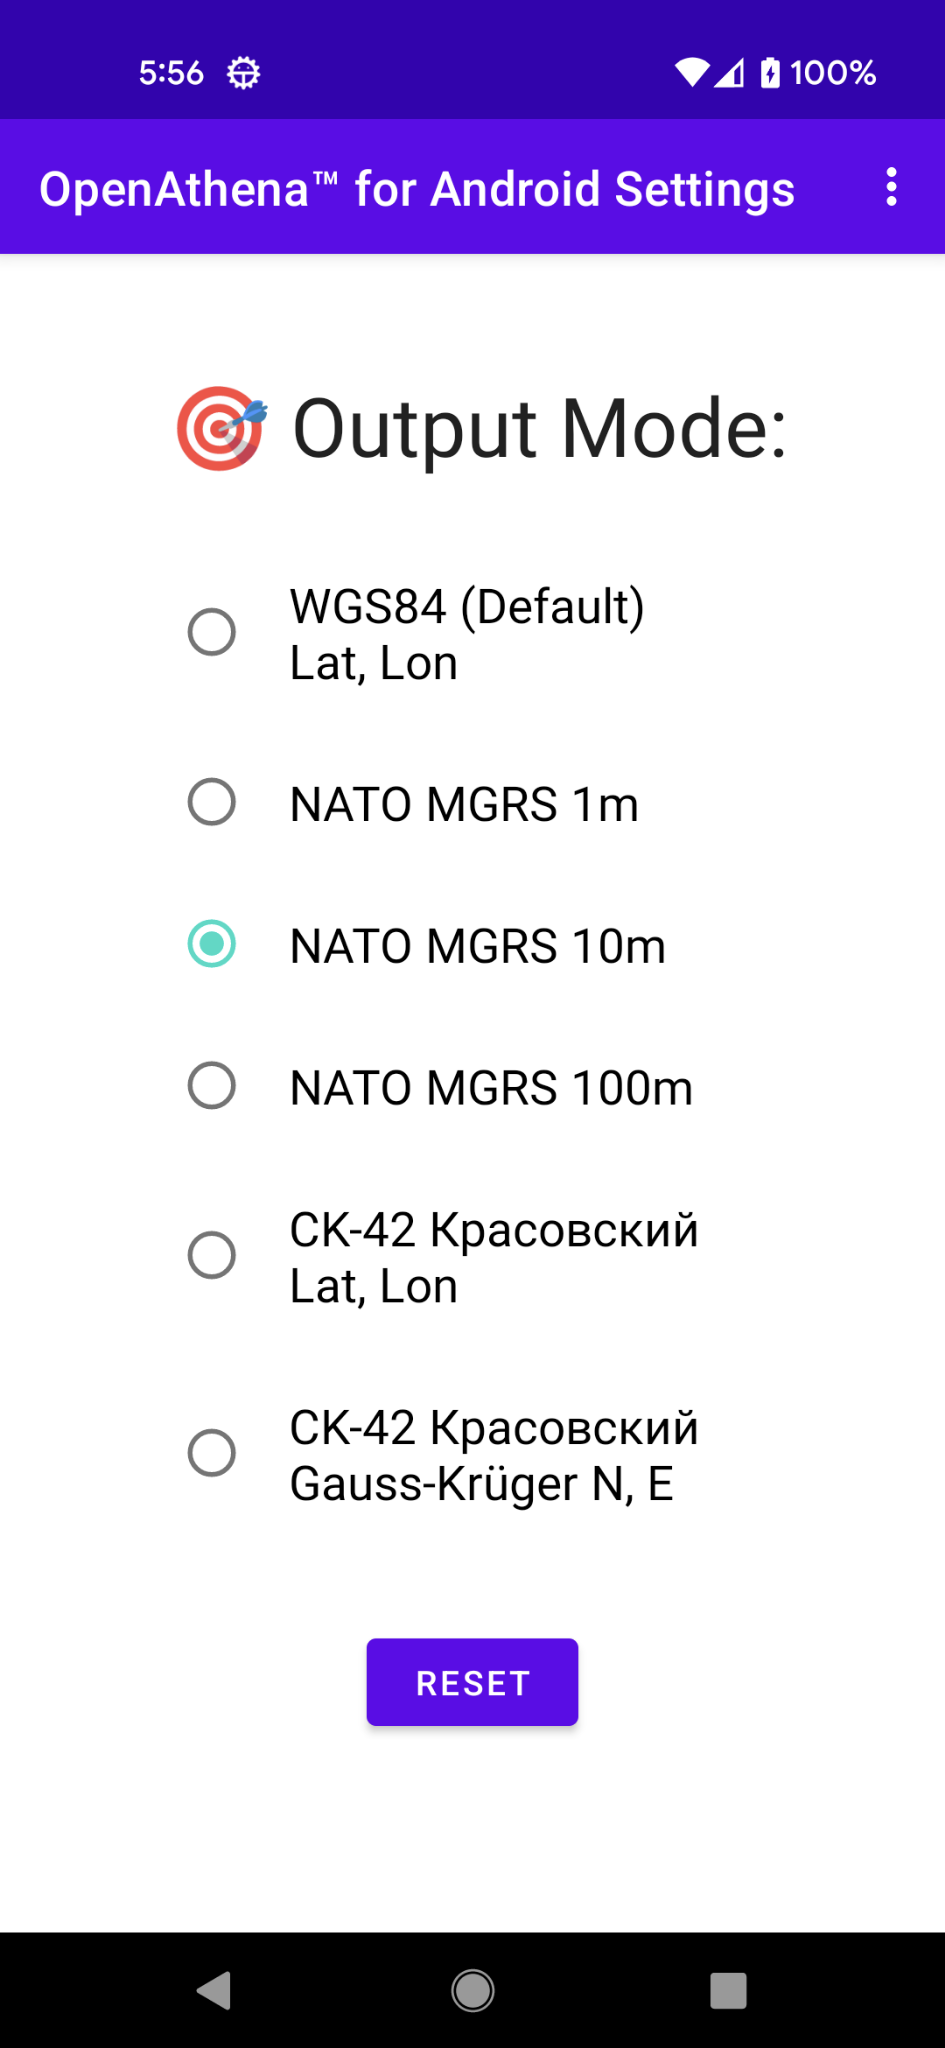 5:56
100%
OpenAthena™ for Android Settings
Output Mode:
WGS84 (Default)
Lat, Lon
NATO MGRS 1m
NATO MGRS 10m
NATO MGRS 100m
СК-42 Красовский
Lat, Lon
СК-42 Красовский
Gauss-Krüger N, E
RESET